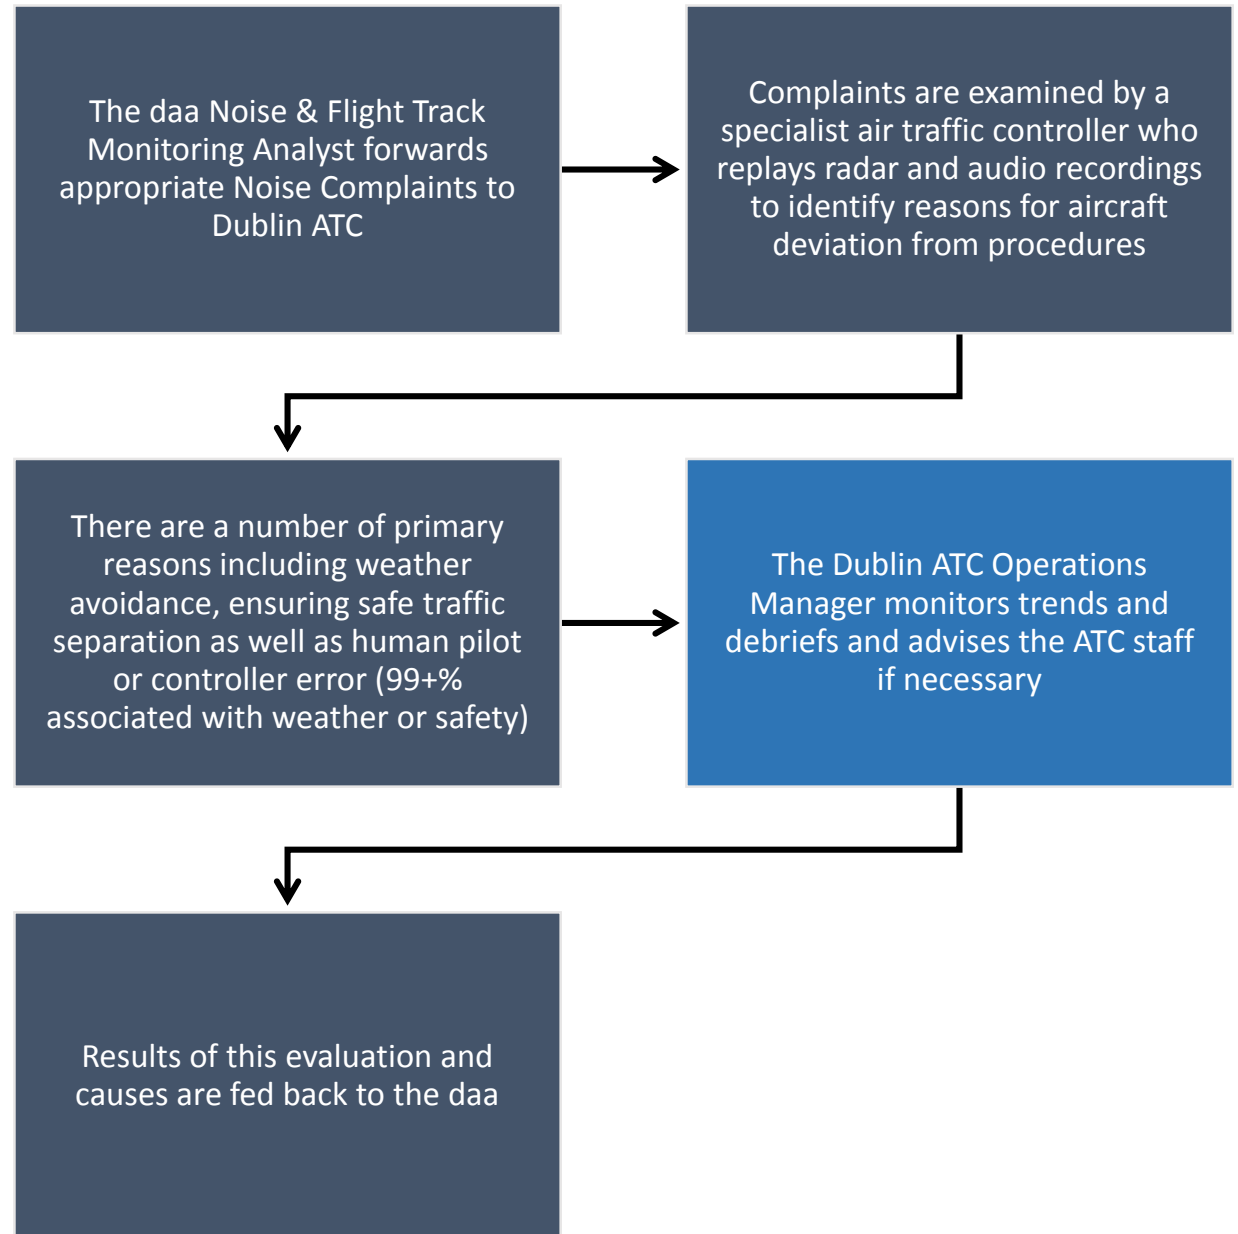 The daa Noise & Flight Track
Monitoring Analyst forwards
appropriate Noise Complaints to
Dublin ATC
Complaints are examined by a
specialist air traffic controller who
replays radar and audio recordings
to identify reasons for aircraft
deviation from procedures
There are a number of primary
reasons including weather
avoidance, ensuring safe traffic
separation as well as human pilot
or controller error (99+%
associated with weather or safety)
The Dublin ATC Operations
Manager monitors trends and
debriefs and advises the ATC staff
if necessary
Results of this evaluation and
causes are fed back to the daa